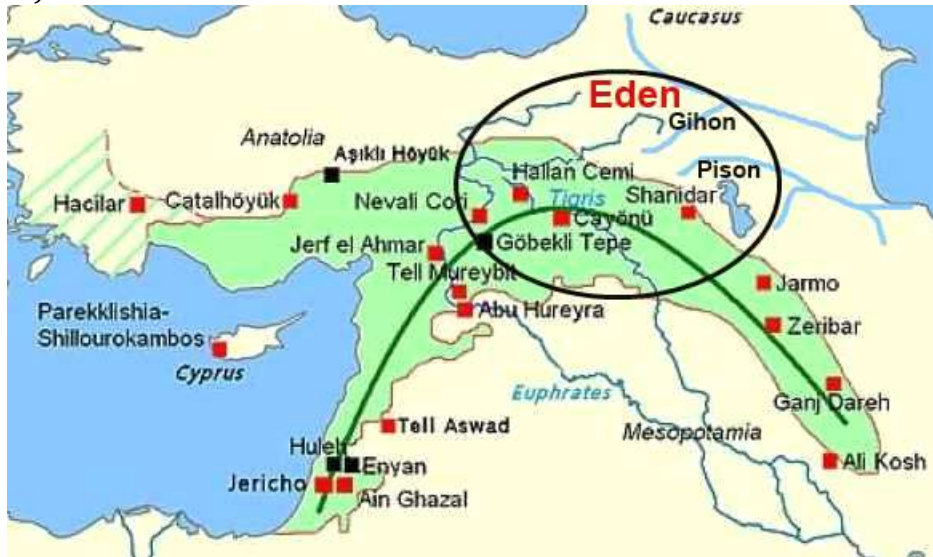 Caucasus
Eden
Gihon
Anatolia
Aşıklı Höyük
Hallan Cemi
Pison
Hacilar
Catalhöyük
Nevali Cori
Tigris
Shanidar
Cayönü
Jerf el Ahmar
Göbekli Tepe
Tell Mureybit
Jarmo
Abu Hureyra
Parekklishia-
Shillourokambos
Zeribar
Cyprus
Euphrates
Ganj Dareh
Tell Aswad
Mesopotamia
Huleh
Enyan
Ali Kosh
Jericho
Ain Ghazal